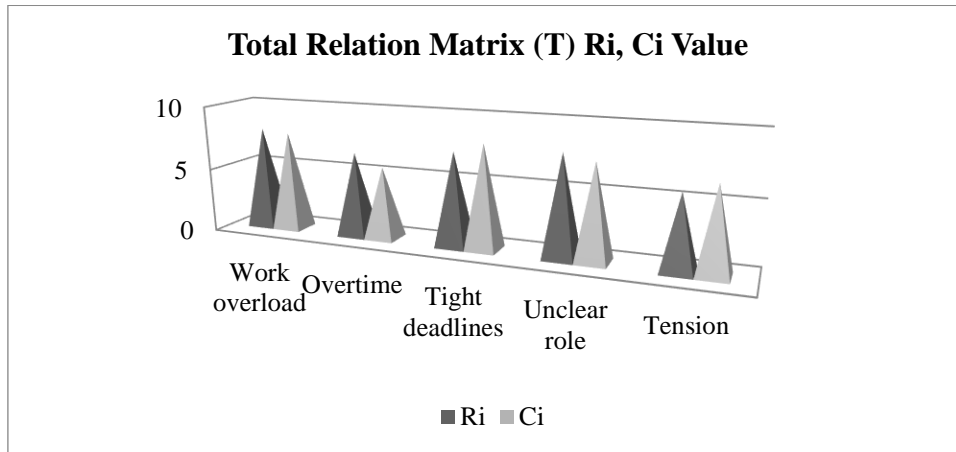 Total Relation Matrix (T) Ri, Ci Value
10
5
0
Work
overload
Overtime
Tight
deadlines
Unclear
role
Tension
Ri Ci